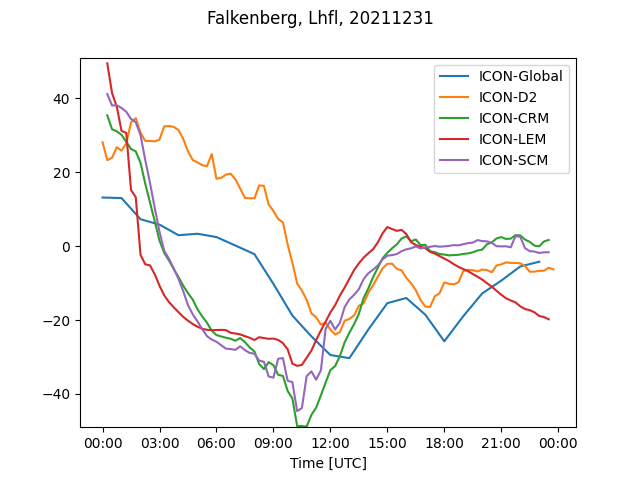 Falkenberg, Lhfl, 20211231
ICON-Global
ICON-D2
ICON-CRM
ICON-LEM
ICON-SCM
40
20
0
−20
−40
00:00 03:00 06:00 09:00 12:00 15:00 18:00 21:00 00:00
Time [UTC]